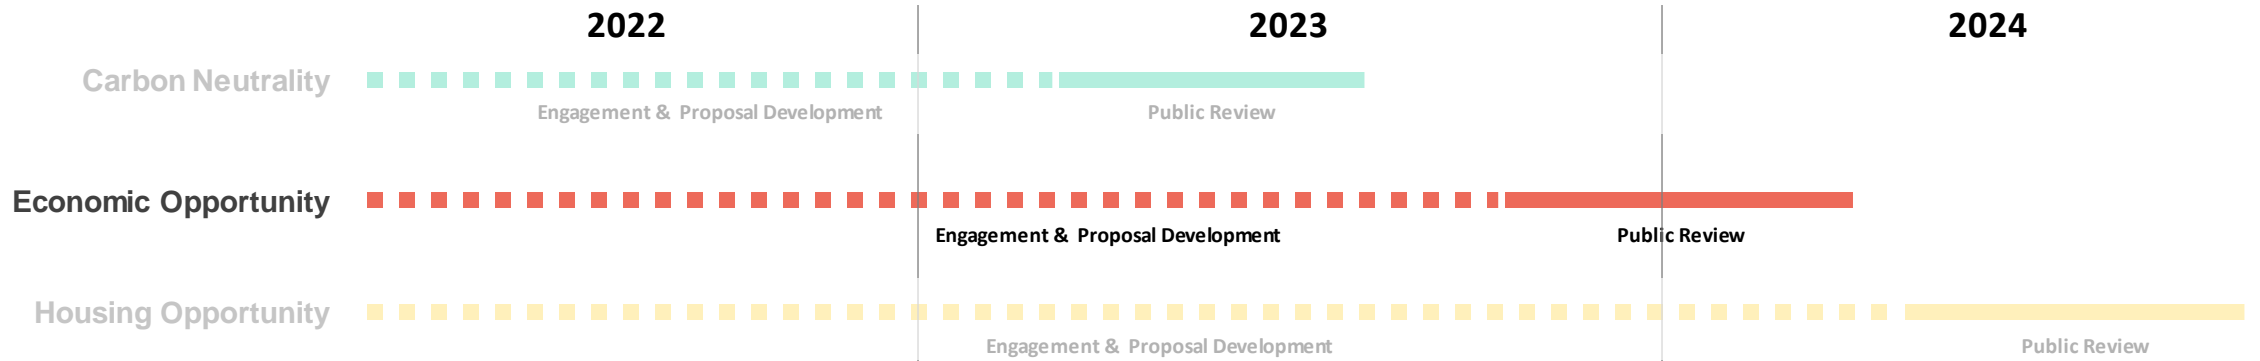 2022 2023 2024
Carbon Neutrality
Engagement & Proposal Development Public Review
Economic Opportunity
Engagement & Proposal Development Public Review
Housing Opportunity
Engagement & Proposal Development Public Review